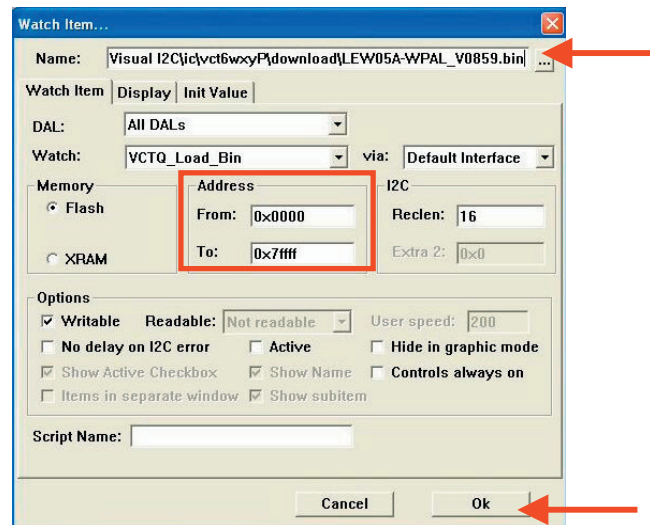 Watch Item...
Name: Visual I2C\ic\vct6wxyP\download\LEW05A-WPAL_V0859.bin ...
Watch Item Display Init Value
DAL: All DALs
Watch: VCTQ_Load_Bin via: Default Interface
Memory Address I2C
Flash From: 0x0000 Reclen: 16
XRAM To: 0x7ffff Extra 2: 0x0
Options
Writable Readable: Not readable User speed: 200
No delay on I2C error Active Hide in graphic mode
Show Active Checkbox Show Name Controls always on
Items in separate window Show subitem
Script Name:
Cancel Ok